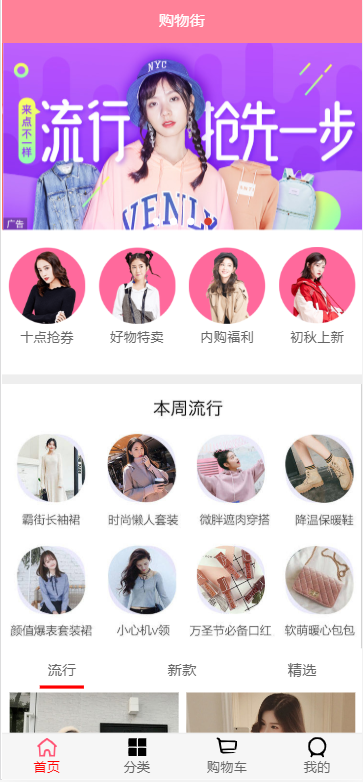 购物街
NYC
来点不一样
流行 抢先一步
VENI
广告
十点抢券 好物特卖 内购福利 初秋上新
本周流行
霸街长袖裙 时尚懒人套装 微胖遮肉穿搭 降温保暖鞋
颜值爆表套装裙 小心机v领 万圣节必备口红 软萌暖心包包
流行 新款 精选
首页 分类 购物车 我的